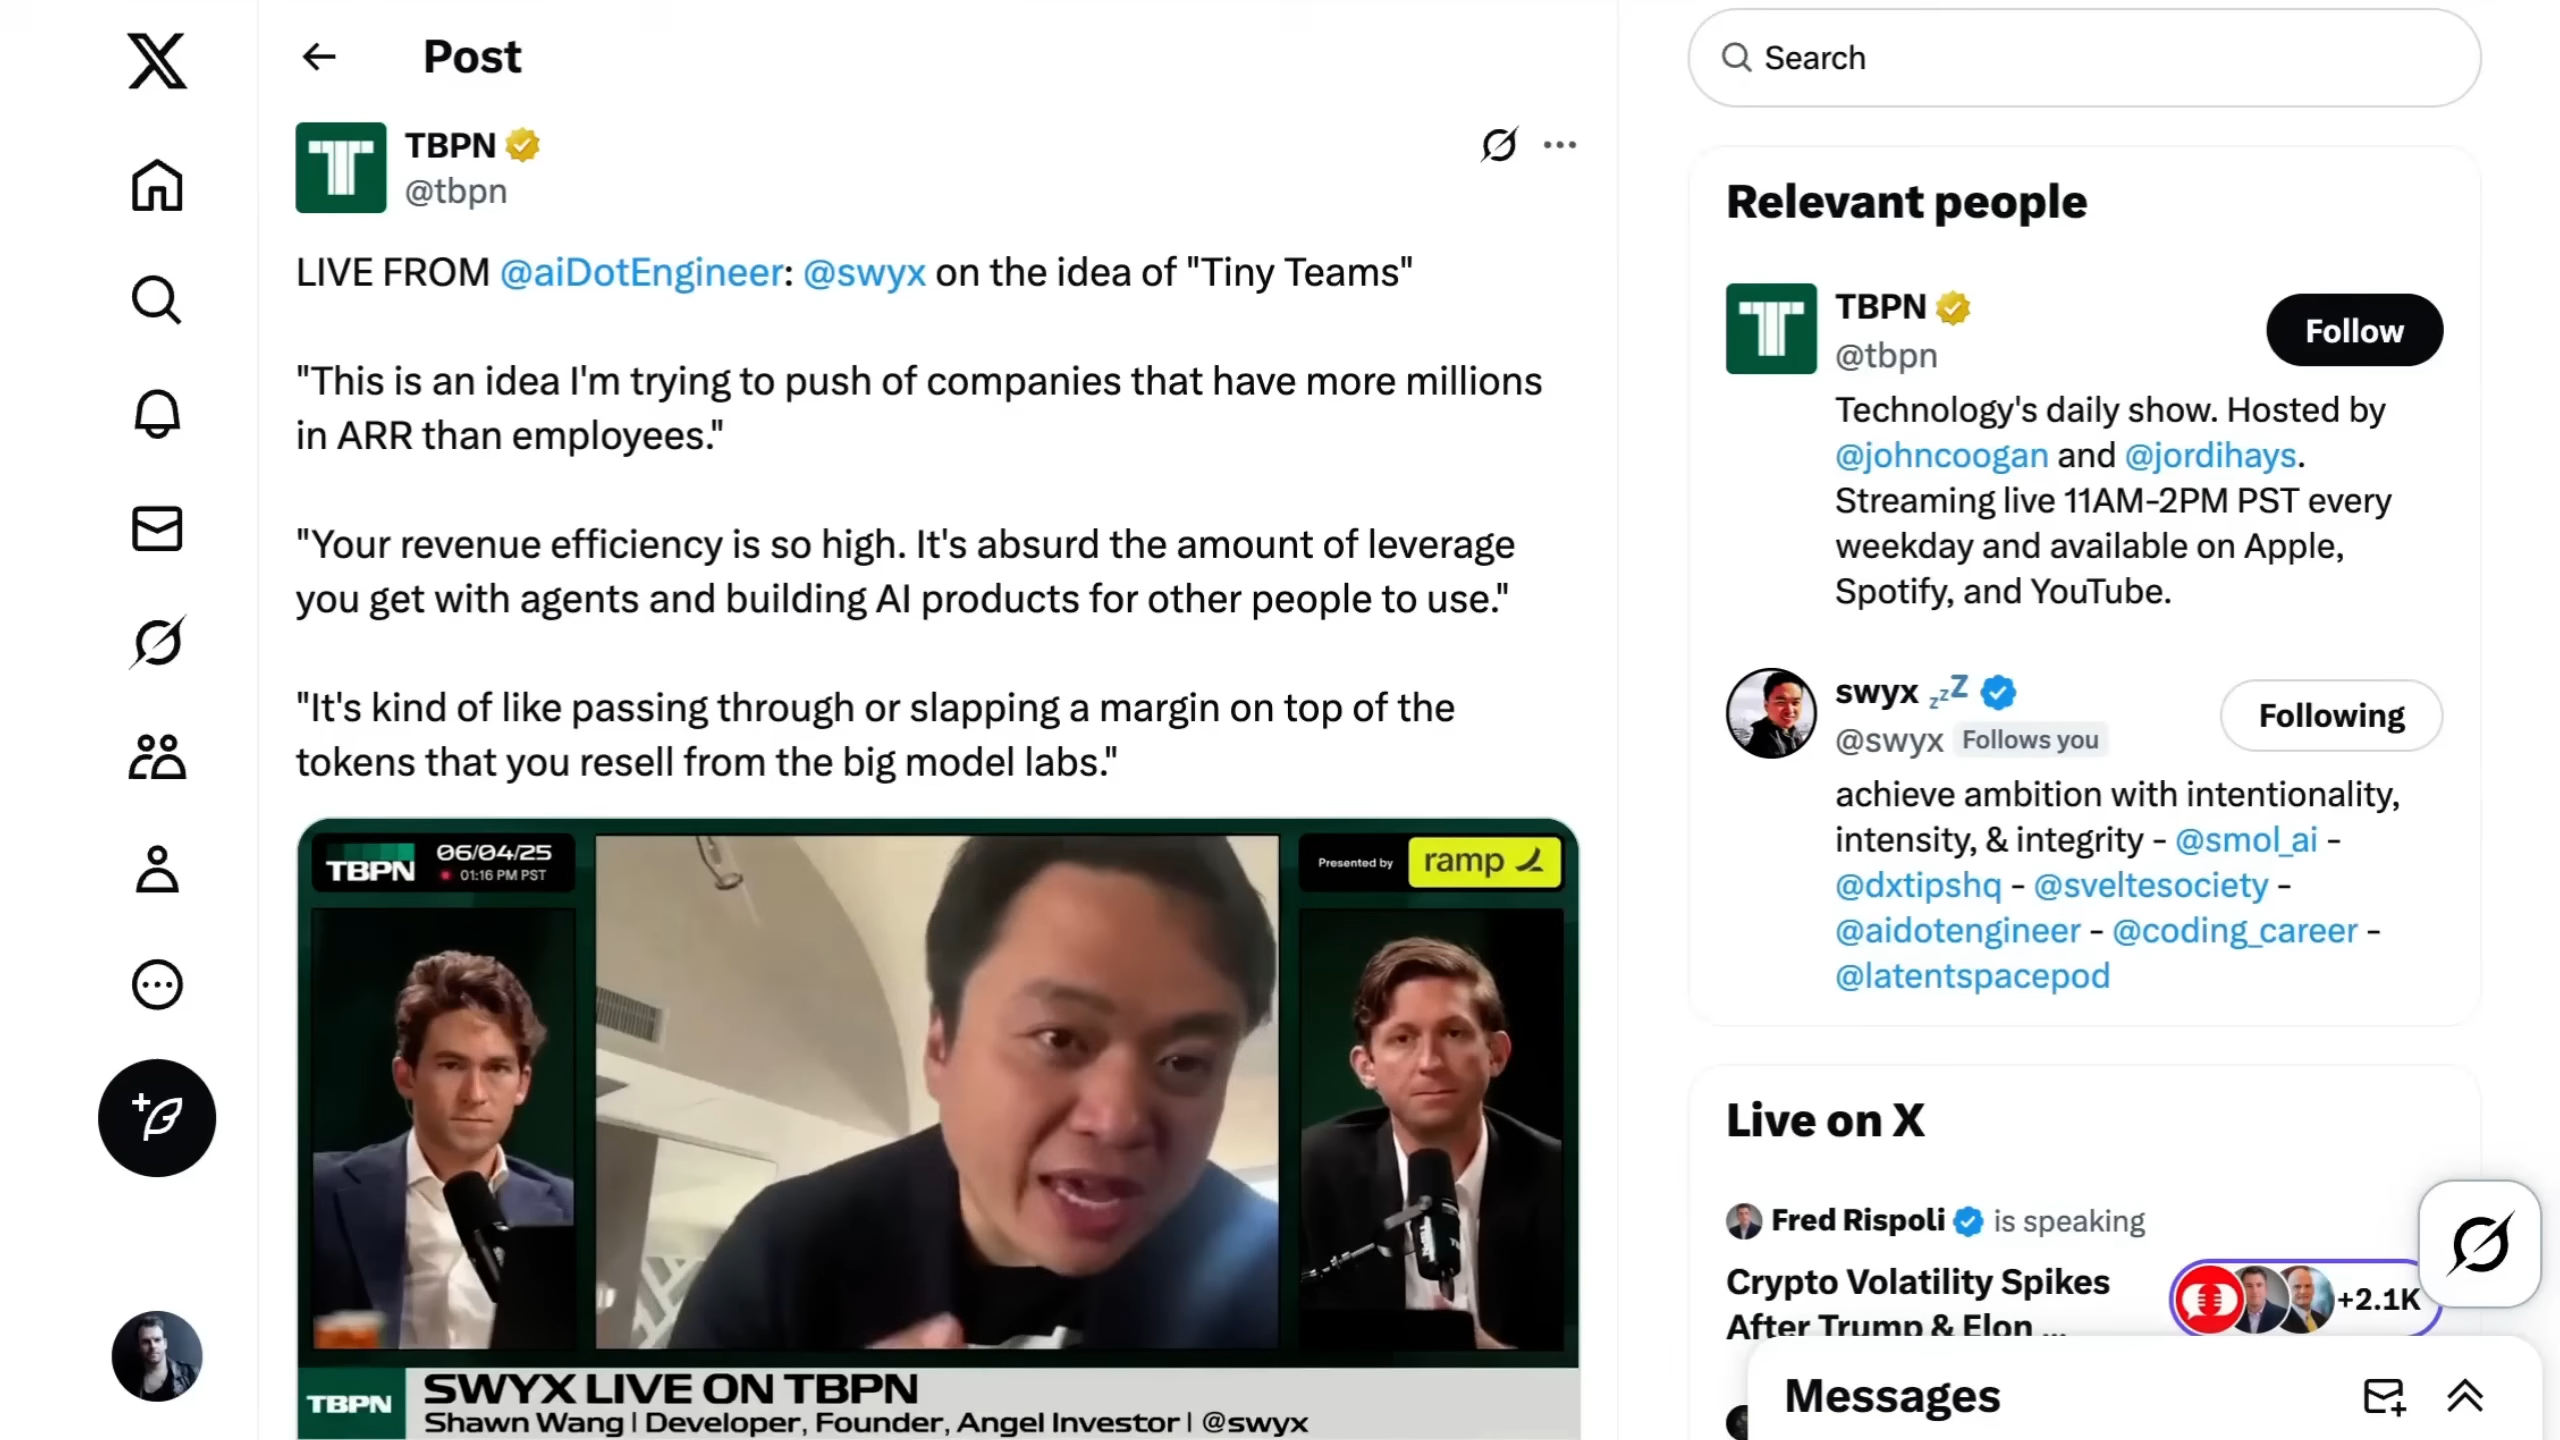 Post
TBPN
@tbpn
LIVE FROM @aiDotEngineer: @swyx on the idea of "Tiny Teams"
"This is an idea I'm trying to push of companies that have more millions
in ARR than employees."
"Your revenue efficiency is so high. It's absurd the amount of leverage
you get with agents and building AI products for other people to use."
"It's kind of like passing through or slapping a margin on top of the
tokens that you resell from the big model labs."
TBPN
06/04/25
01:16 PM PST
Presented by
ramp
TBPN
SWYX LIVE ON TBPN
Shawn Wang | Developer, Founder, Angel Investor | @swyx
Search
Relevant people
TBPN
@tbpn
Follow
Technology's daily show. Hosted by
@johncoogan and @jordihays.
Streaming live 11AM-2PM PST every
weekday and available on Apple,
Spotify, and YouTube.
swyx
@swyx Follows you
Following
achieve ambition with intentionality,
intensity, & integrity - @smol_ai -
@dxtipshq - @sveltesociety -
@aidotengineer - @coding_career -
@latentspacepod
Live on X
Fred Rispoli is speaking
Crypto Volatility Spikes
After Trump & Elon ...
+2.1K
Messages